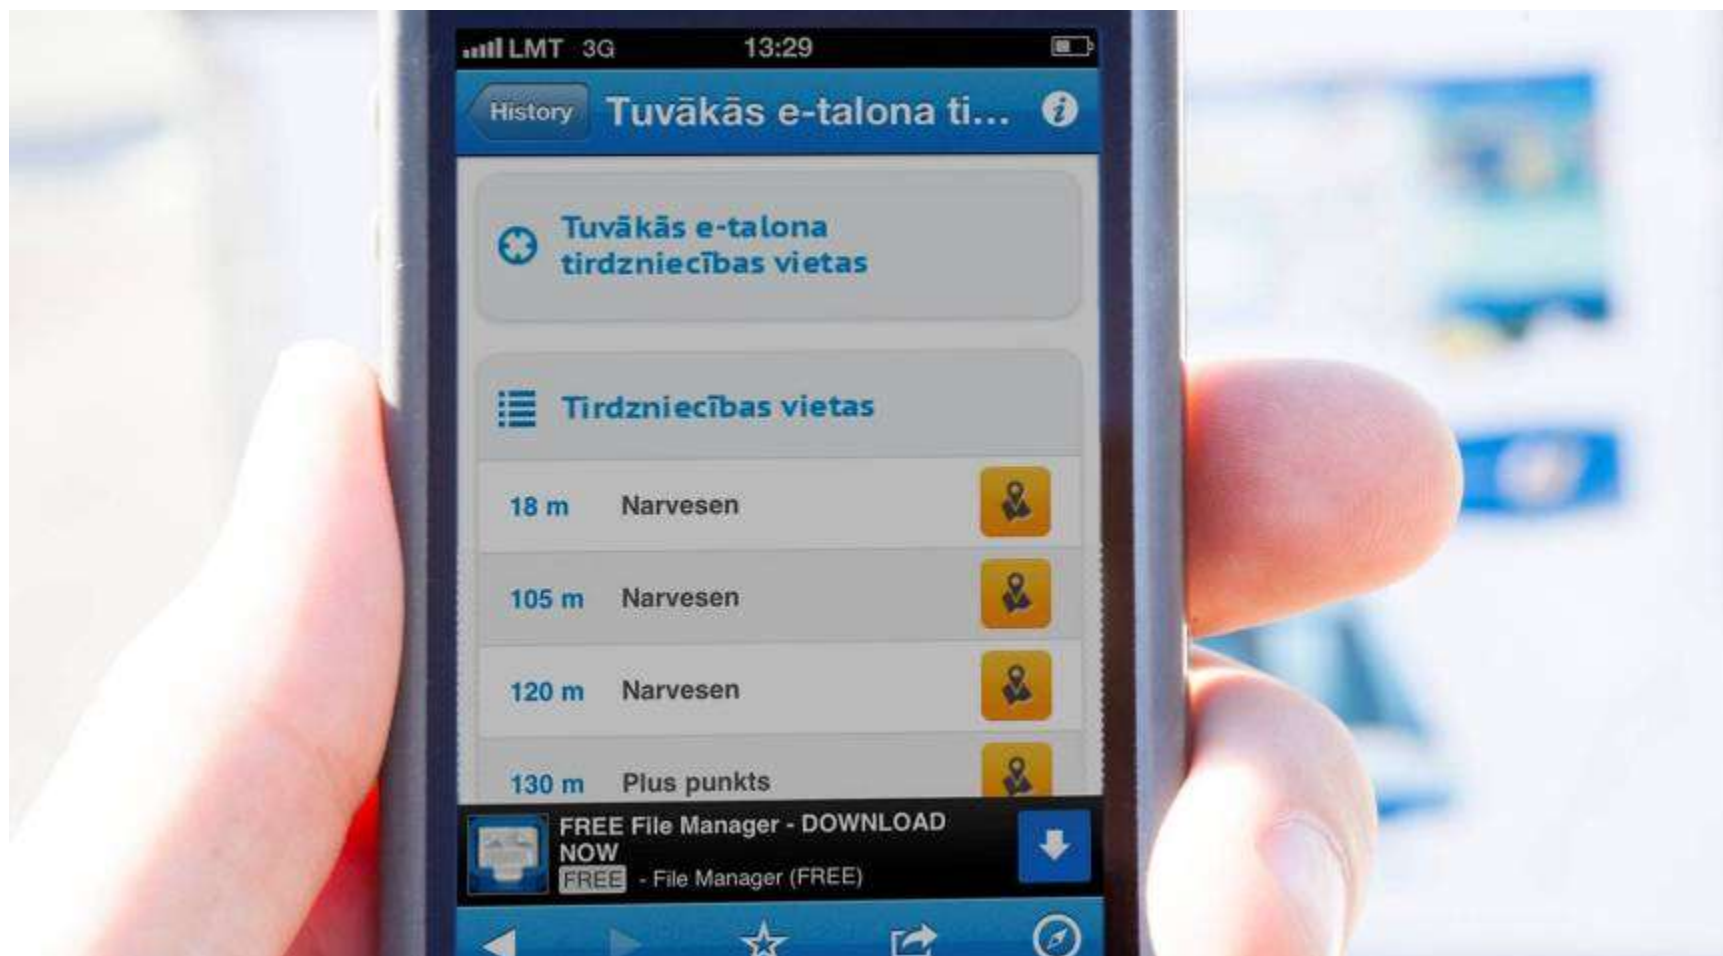 LMT 3G 13:29
History Tuvākās e-talona ti...
Tuvākās e-talona
tirdzniecības vietas
Tirdzniecības vietas
18 m Narvesen
105 m Narvesen
120 m Narvesen
130 m Plus punkts
FREE File Manager - DOWNLOAD
NOW
FREE - File Manager (FREE)